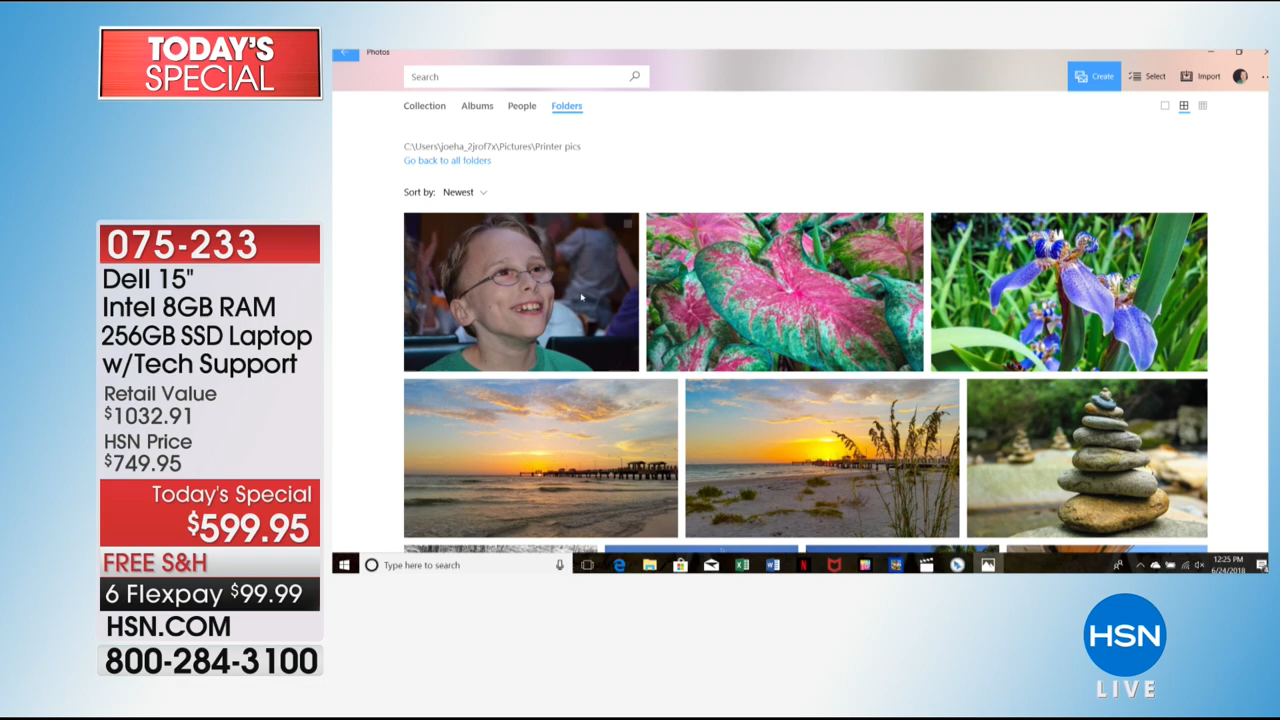 TODAY'S
SPECIAL
075-233
Dell 15"
Intel 8GB RAM
256GB SSD Laptop
w/Tech Support
Retail Value
$1032.91
HSN Price
$749.95
Today's Special
$599.95
FREE S&H
6 Flexpay $99.99
HSN.COM
800-284-3100
Photos
Search
Create
Select
Import
Collection
Albums
People
Folders
C:\Users\joeha_2jrof7x\Pictures\Printer pics
Go back to all folders
Sort by: Newest
Type here to search
12:25 PM
6/24/2018
HSN
LIVE